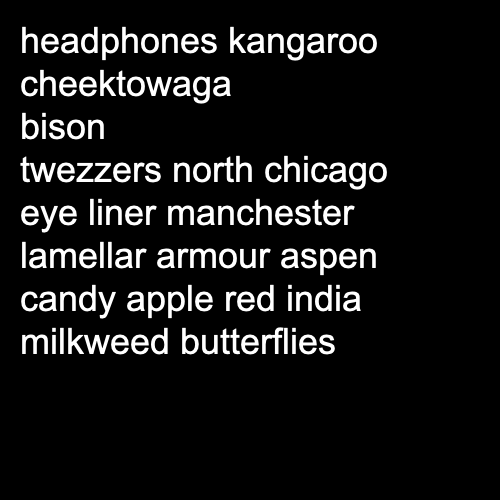 headphones kangaroo
cheektowaga
bison
twezzers north chicago
eye liner manchester
lamellar armour aspen
candy apple red india
milkweed butterflies